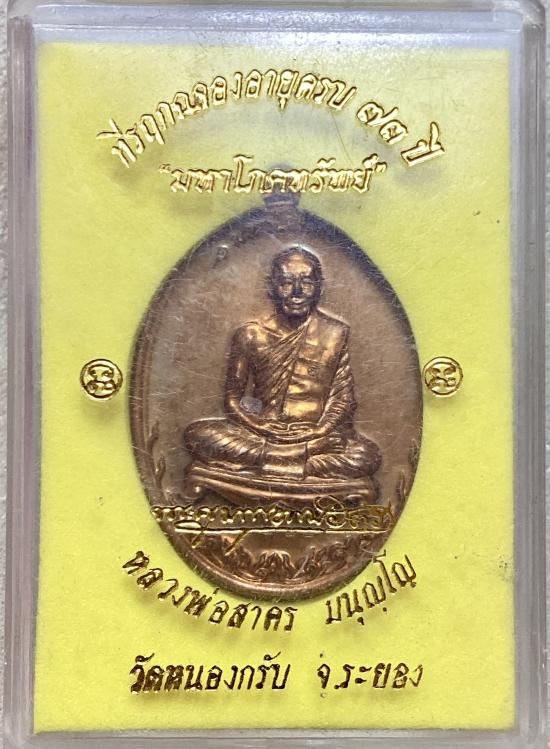 ที่ระฤกฉลองอายุครบ ๗๓ ปี
"มหาโภคทรัพย์"
หลวงพ่อสาคร มนุญฺโญ
วัดหนองกรับ จ.ระยอง